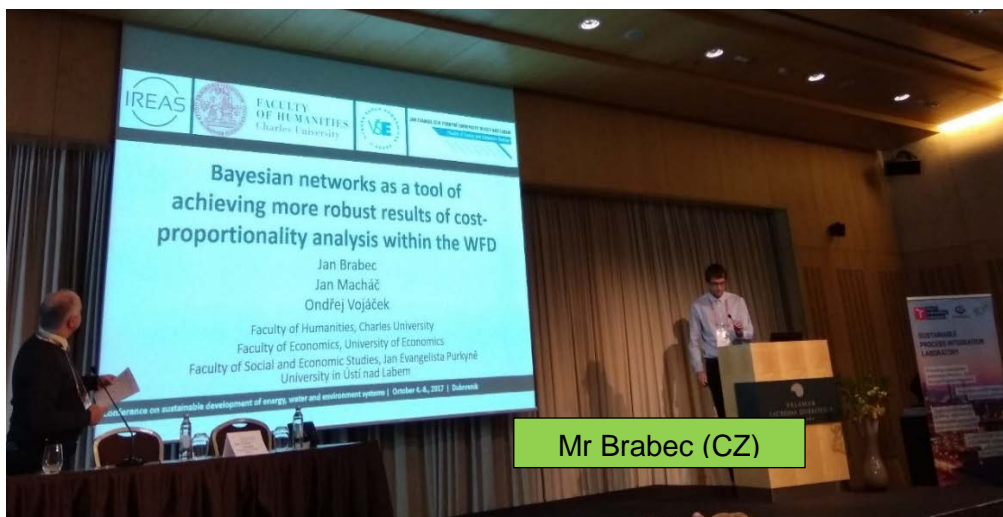 IREAS
FACULTY
OF HUMANITIES
Charles University
VŠE
Bayesian networks as a tool of
achieving more robust results of cost-
proportionality analysis within the WFD
Jan Brabec
Jan Macháč
Ondřej Vojáček
Faculty of Humanities, Charles University
Faculty of Economics, University of Economics
Faculty of Social and Economic Studies, Jan Evangelista Purkyně
University in Ústí nad Labem
Conference on sustainable development of energy, water and environment systems | October 4.-8., 2017 | Dubrovnik
Mr Brabec (CZ)
SUSTAINABLE
PROCESS INTEGRATION
LABORATORY